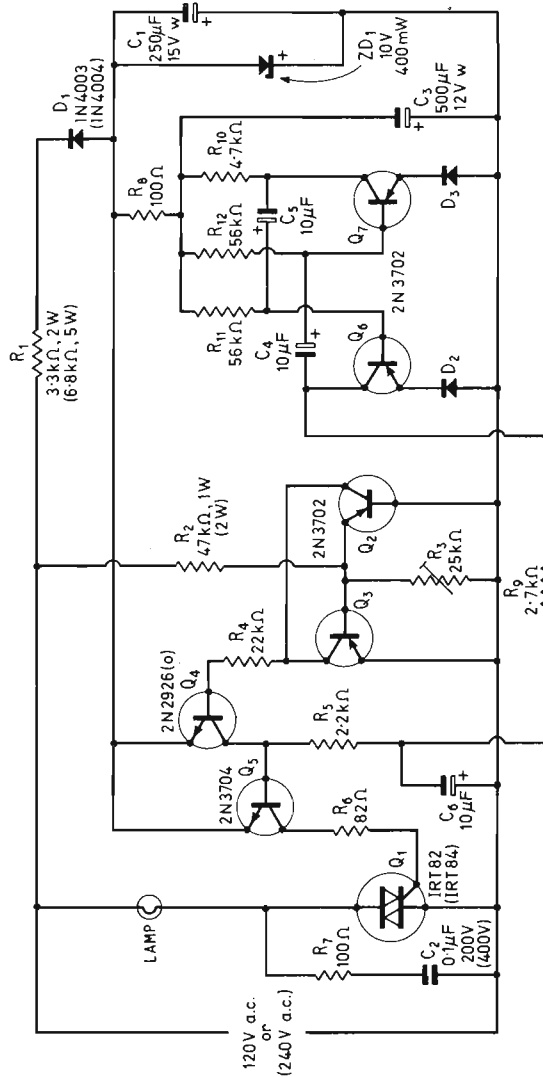 120V a.c.
or
(240V a.c.)
LAMP
R7
100Ω
C2
0·1μF
200V
(400V)
Q1
IRT82
(IRT84)
R6
82Ω
2N3704
Q5
2N2926(o)
Q4
R5
2·2kΩ
C6
10μF
+
R4
22kΩ
Q3
R2
47kΩ, 1W
(2W)
2N3702
Q2
R3
25kΩ
R9
2·7kΩ
R1
3·3kΩ, 2W
(6·8kΩ, 5W)
D1
1N4003
(1N4004)
R8
100Ω
R11
56kΩ
R12
56kΩ
R10
4·7kΩ
C4
10μF
+
C5
10μF
+
Q6
Q7
2N3702
D2
D3
C3
500μF
12V w
+
C1
250μF
15V w
+
ZD1
10V
400mW
+